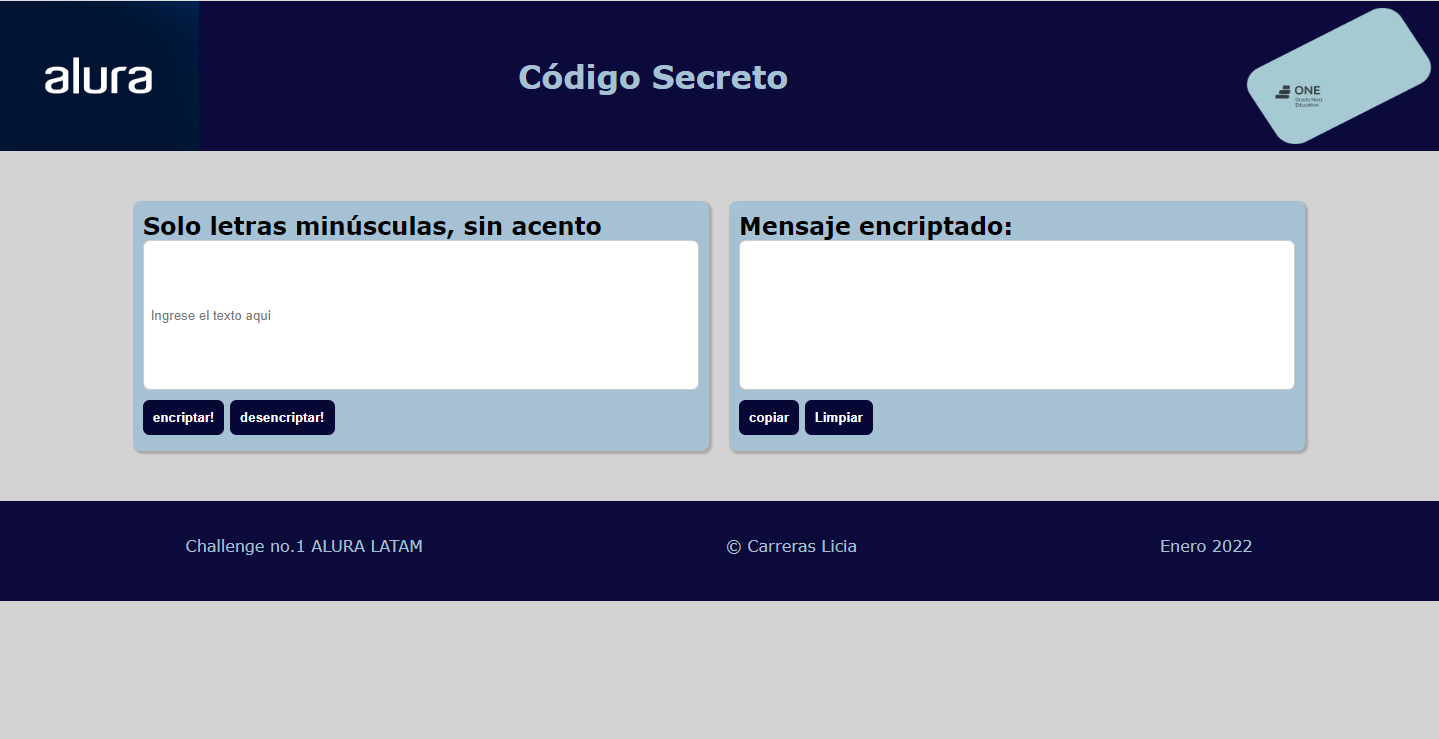 alura
Código Secreto
ONE
Oracle Next
Education
Solo letras minúsculas, sin acento
Ingrese el texto aqui
encriptar! desencriptar!
Mensaje encriptado:
copiar Limpiar
Challenge no.1 ALURA LATAM
© Carreras Licia
Enero 2022